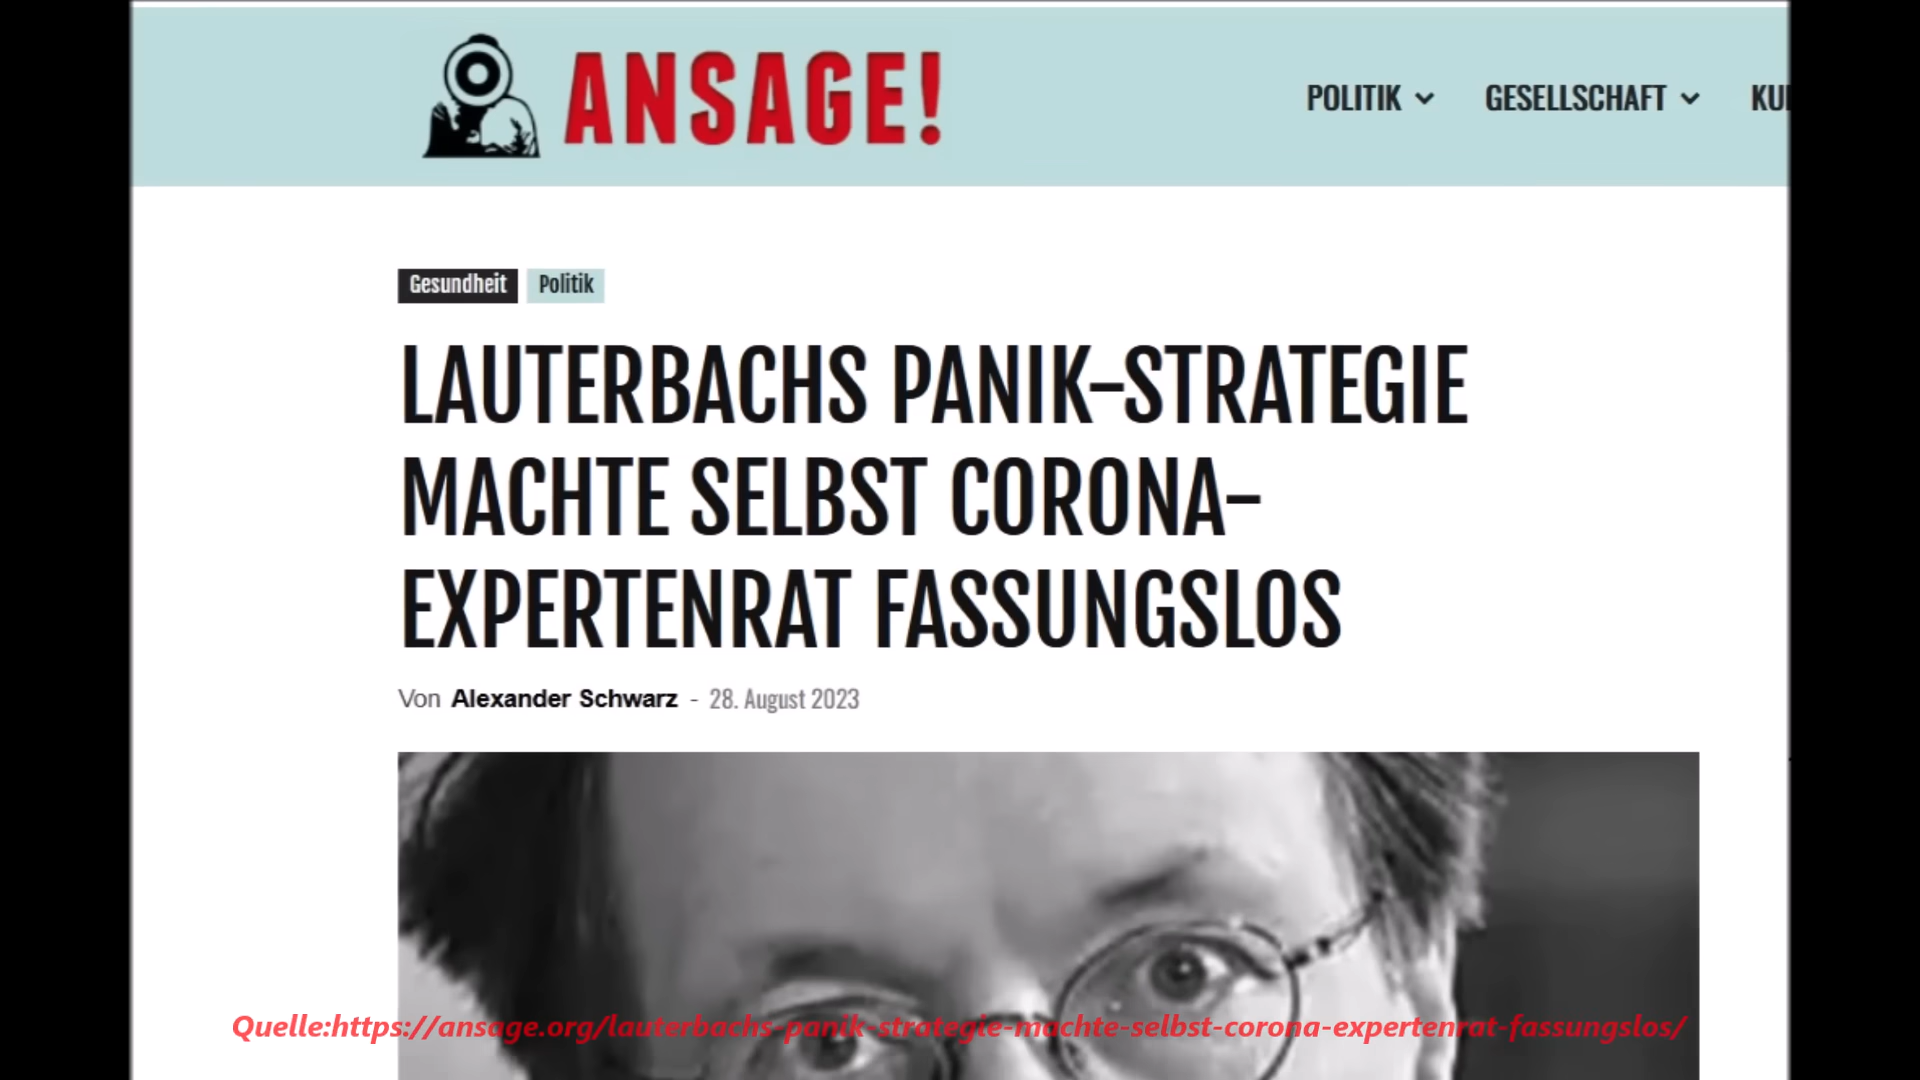 ANSAGE!
POLITIK GESELLSCHAFT
Gesundheit Politik
LAUTERBACHS PANIK-STRATEGIE
MACHTE SELBST CORONA-
EXPERTENRAT FASSUNGSLOS
Von Alexander Schwarz - 28. August 2023
Quelle:https://ansage.org/lauterbachs-panik-strategie-machte-selbst-corona-expertenrat-fassungslos/